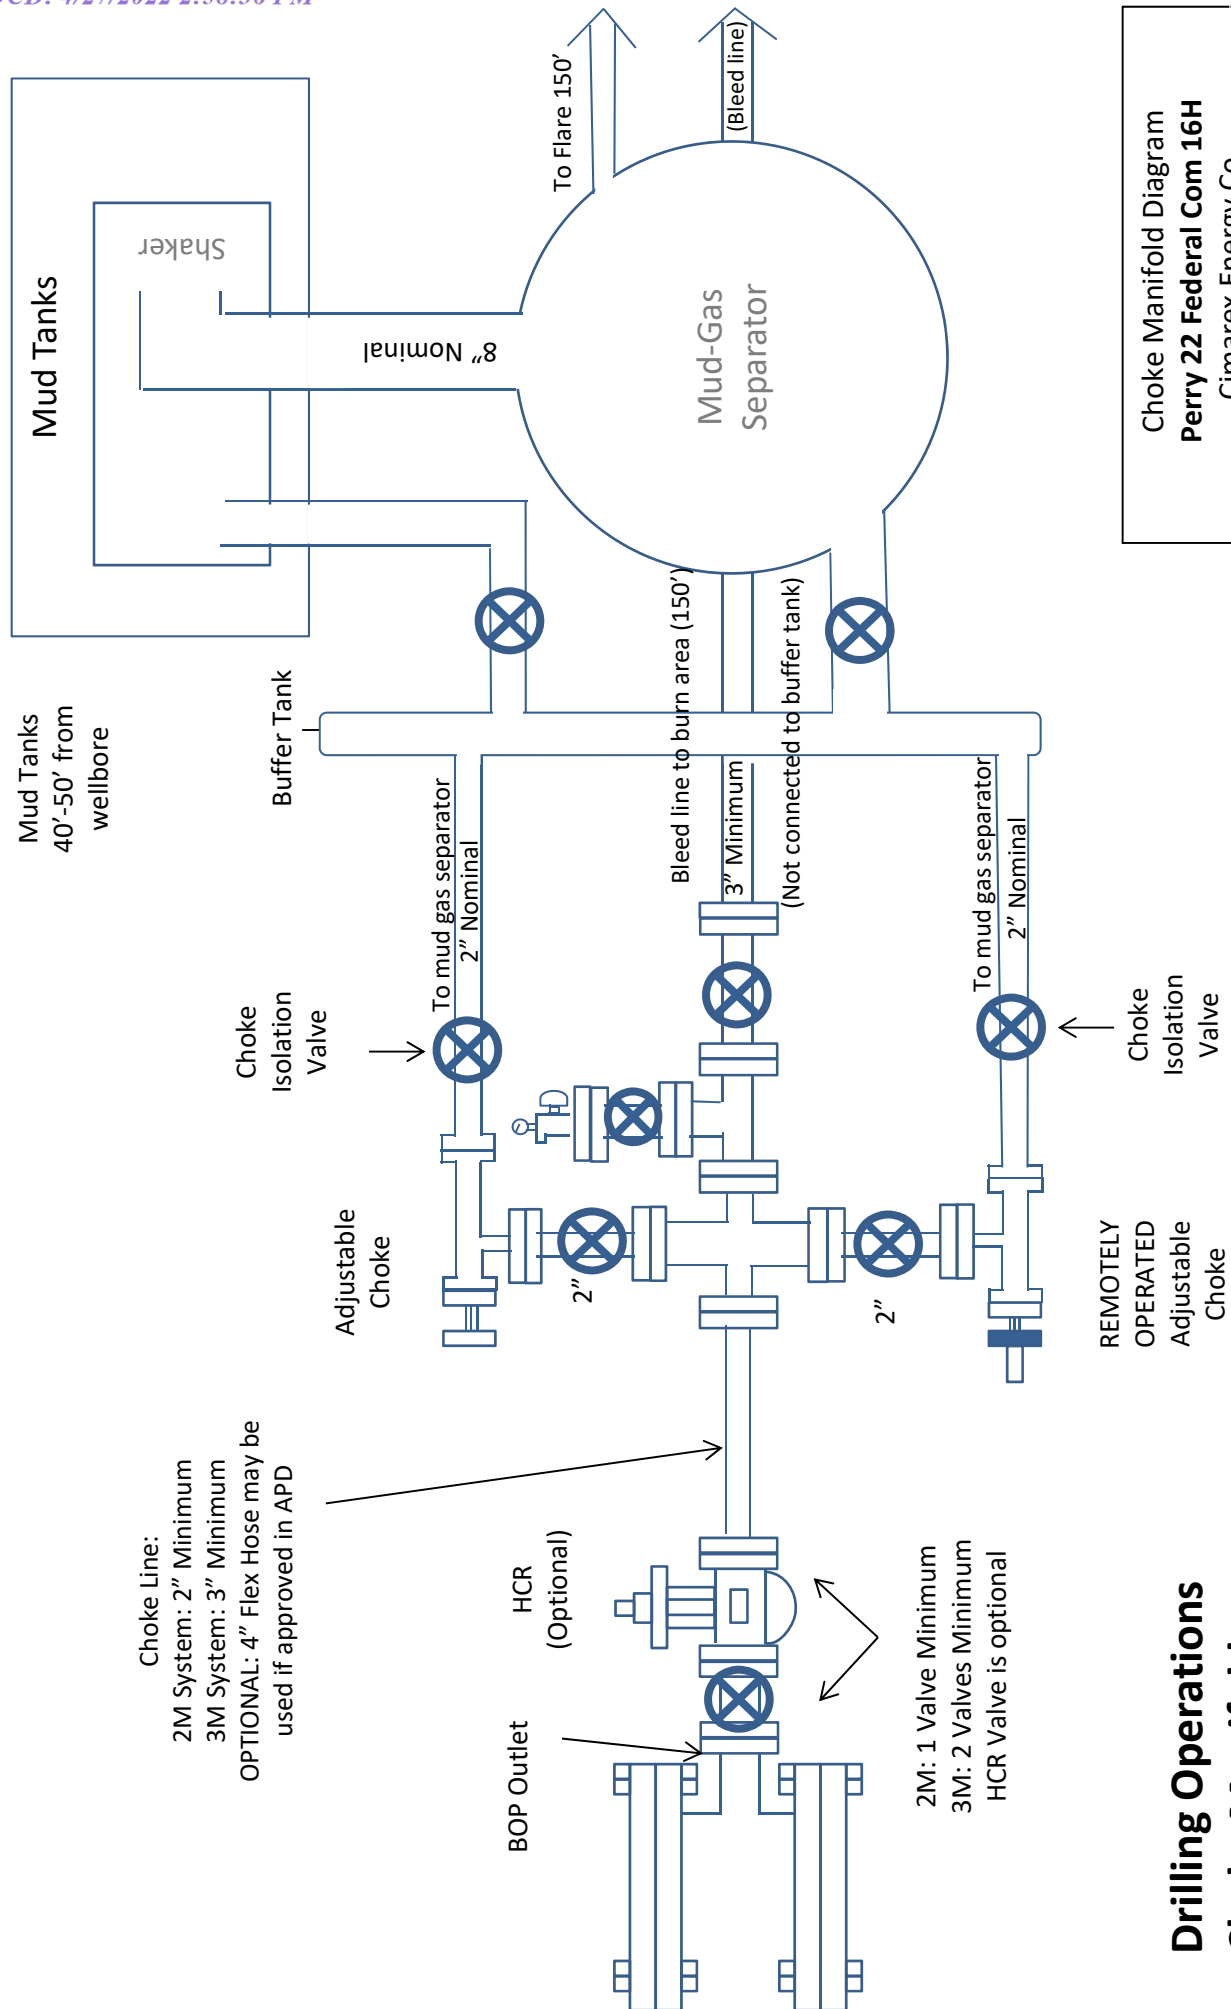 Mud Tanks
Shaker
8” Nominal
To Flare 150’
(Bleed line)
Mud-Gas
Separator
Mud Tanks
40’-50’ from
wellbore
Buffer Tank
To mud gas separator
2” Nominal
Bleed line to burn area (150’)
3” Minimum
(Not connected to buffer tank)
To mud gas separator
2” Nominal
Choke
Isolation
Valve
Choke
Isolation
Valve
Adjustable
Choke
2”
2”
REMOTELY
OPERATED
Adjustable
Choke
Choke Line:
2M System: 2” Minimum
3M System: 3” Minimum
OPTIONAL: 4” Flex Hose may be
used if approved in APD
HCR
(Optional)
BOP Outlet
2M: 1 Valve Minimum
3M: 2 Valves Minimum
HCR Valve is optional
Drilling Operations
Choke Manifold Diagram
Perry 22 Federal Com 16H
Cimarex Energy Co